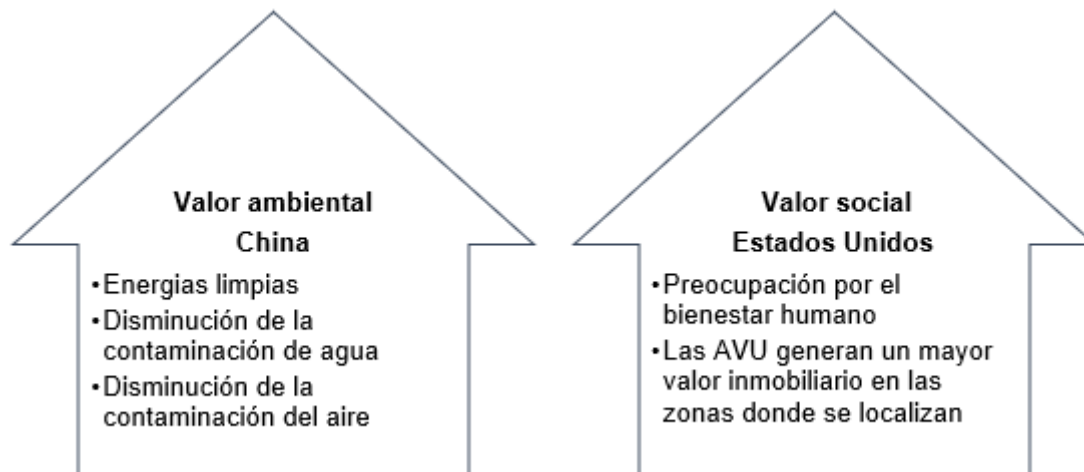 Valor ambiental
China
•Energias limpias
•Disminución de la
contaminación de agua
•Disminución de la
contaminación del aire
Valor social
Estados Unidos
•Preocupación por el
bienestar humano
•Las AVU generan un mayor
valor inmobiliario en las
zonas donde se localizan